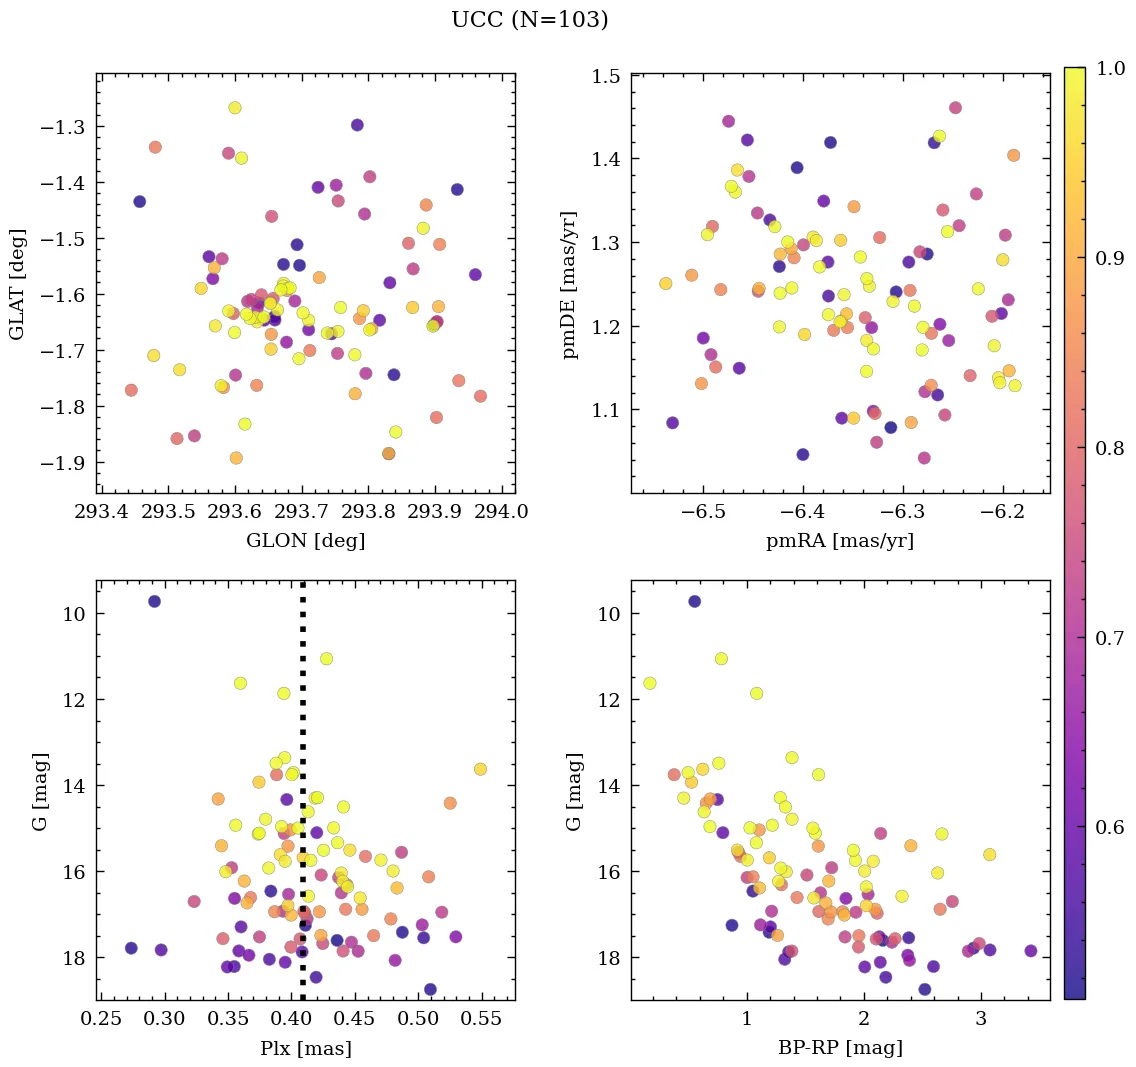 UCC (N=103)
−1.3
−1.4
−1.5
−1.6
−1.7
−1.8
−1.9
GLAT [deg]
293.4 293.5 293.6 293.7 293.8 293.9 294.0
GLON [deg]
1.5
1.4
1.3
1.2
1.1
pmDE [mas/yr]
−6.5 −6.4 −6.3 −6.2
pmRA [mas/yr]
10
12
14
16
18
G [mag]
0.25 0.30 0.35 0.40 0.45 0.50 0.55
Plx [mas]
10
12
14
16
18
G [mag]
1 2 3
BP-RP [mag]
1.0
0.9
0.8
0.7
0.6